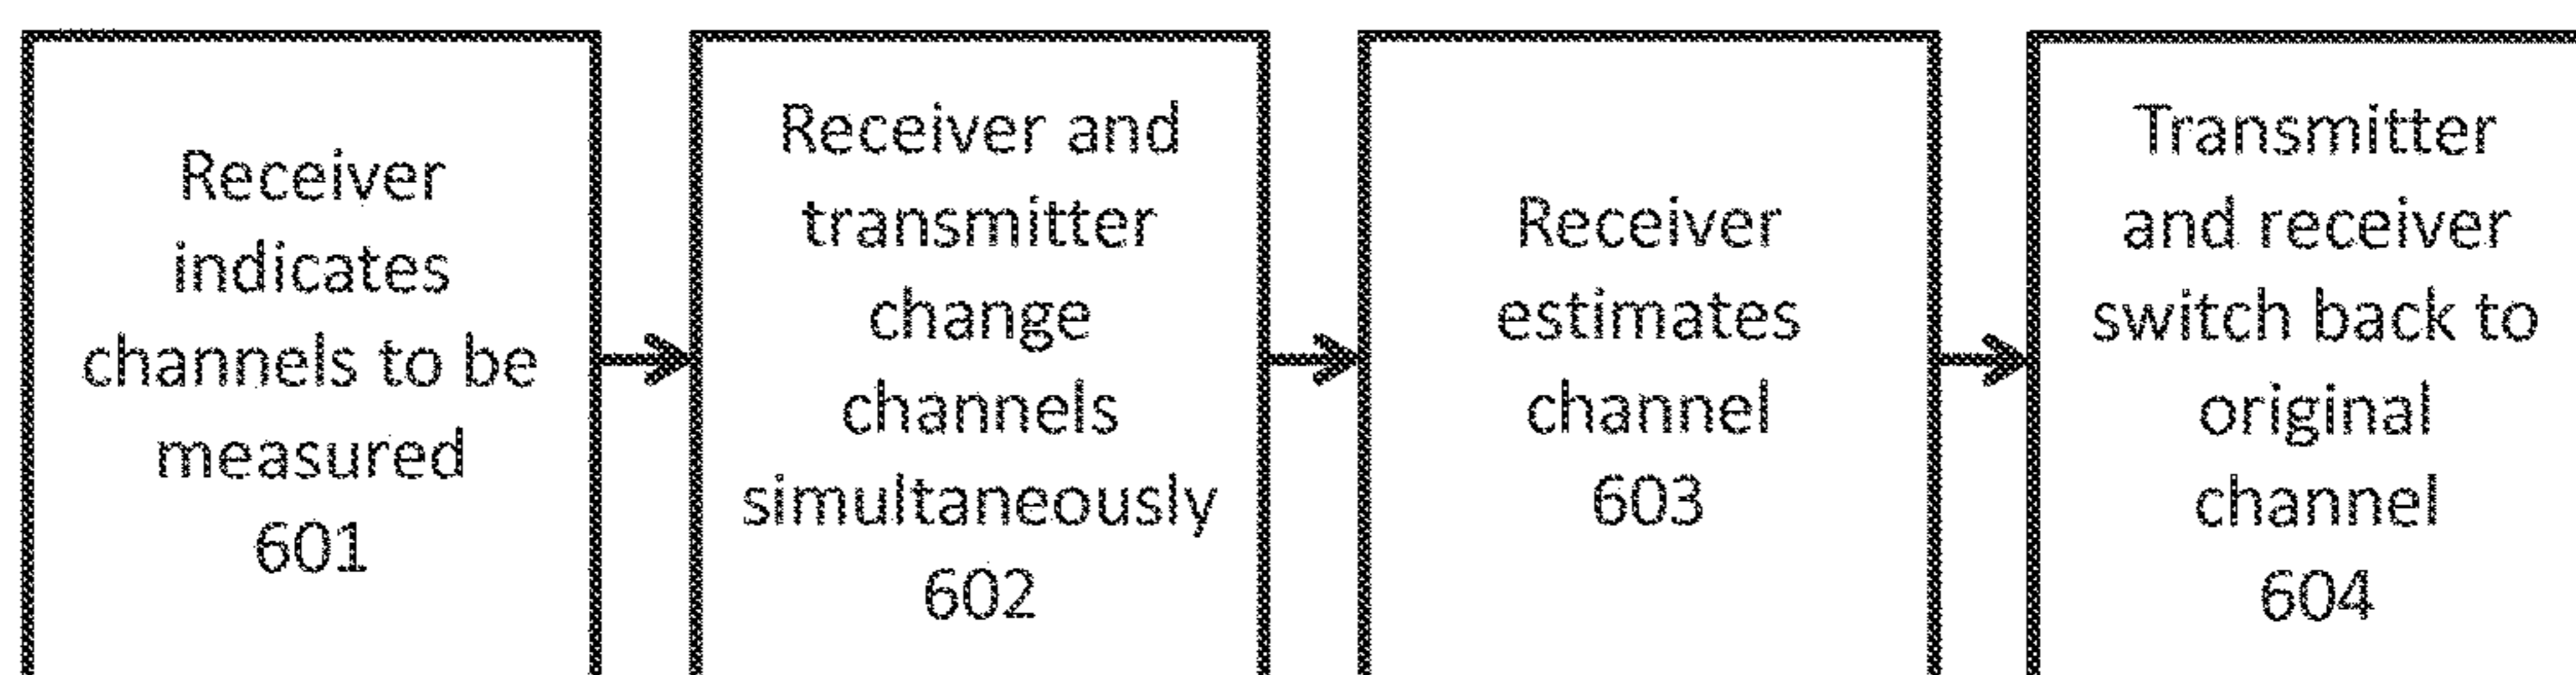 Receiver
indicates
channels to be
measured
601
Receiver and
transmitter
change
channels
simultaneously
602
Receiver
estimates
channel
603
Transmitter
and receiver
switch back to
original
channel
604